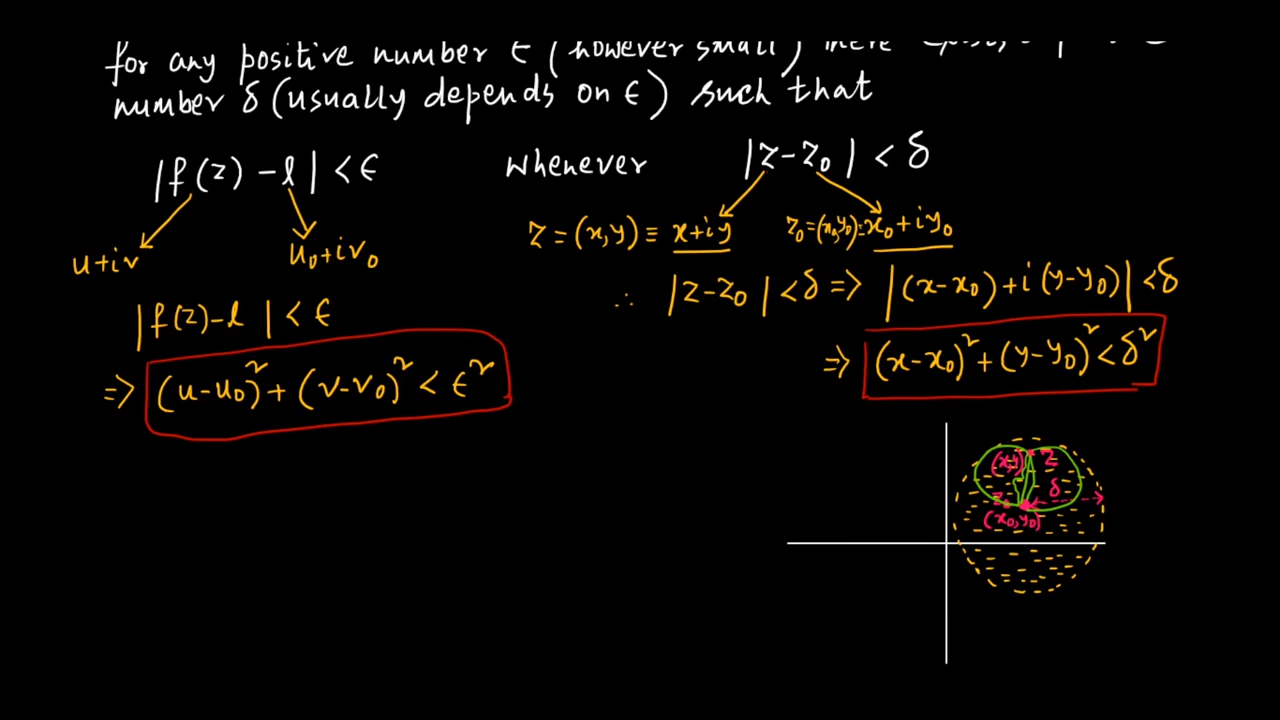 for any positive number ϵ (however small) there
number δ (usually depends on ϵ) such that
|f(z) - l| < ϵ whenever |z - z₀| < δ
u+iv u₀+iv₀ z = (x,y) ≡ x+iy z₀ = (x₀,y₀) = x₀+iy₀
∴ |z - z₀| < δ => |(x-x₀)+i(y-y₀)| < δ
|f(z) - l| < ϵ
=> (u-u₀)²+(v-v₀)² < ϵ²
=> (x-x₀)²+(y-y₀)² < δ²
(x,y) z
δ
z₀
(x₀,y₀)